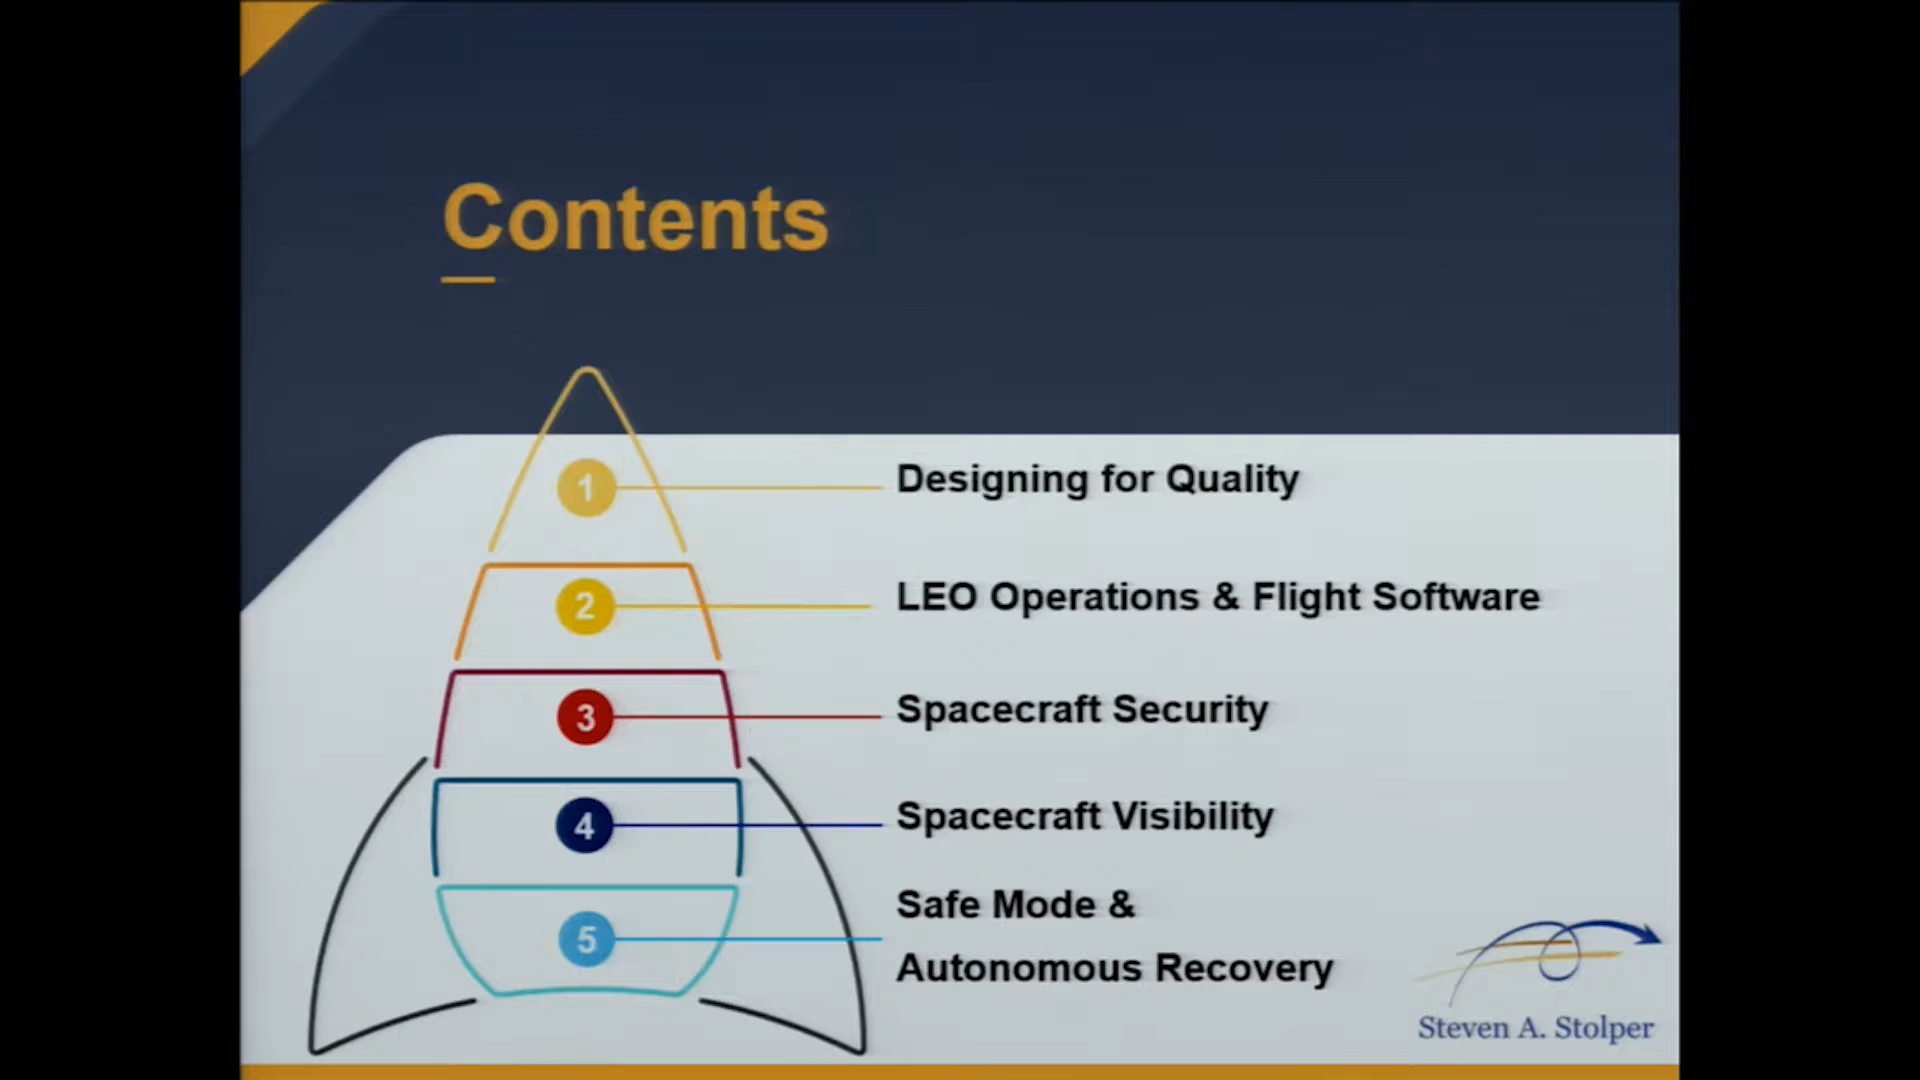 Contents
1 Designing for Quality
2 LEO Operations & Flight Software
3 Spacecraft Security
4 Spacecraft Visibility
5 Safe Mode &
Autonomous Recovery
Steven A. Stolper